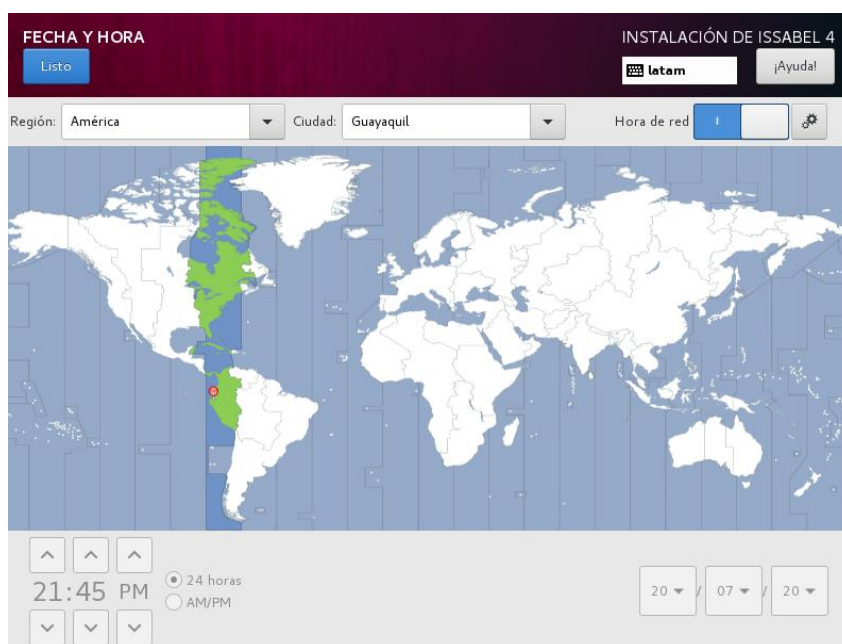 FECHA Y HORA
INSTALACIÓN DE ISSABEL 4
Listo
latam
¡Ayuda!
Región: América Ciudad: Guayaquil Hora de red I
21:45 PM
24 horas
AM/PM
20 / 07 / 20